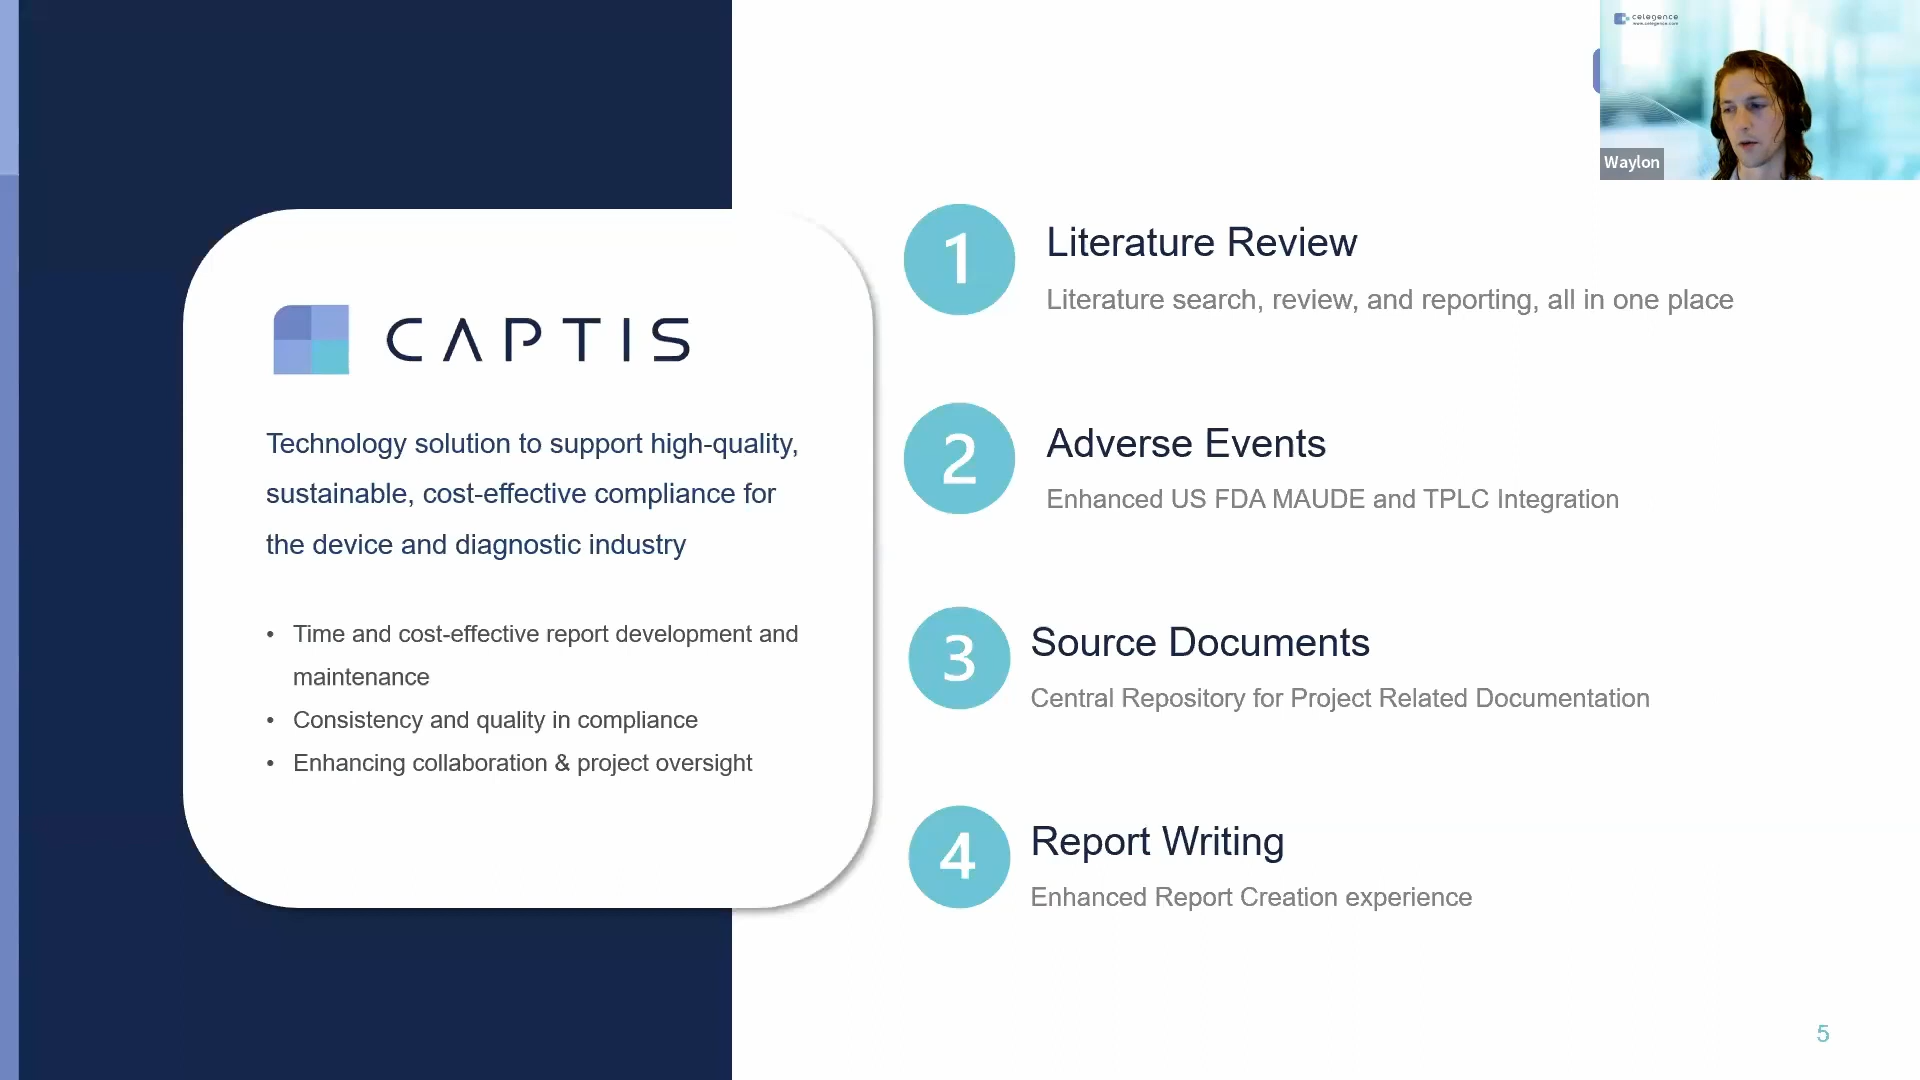 celegence
www.celegence.com
Waylon
CAPTIS
Technology solution to support high-quality,
sustainable, cost-effective compliance for
the device and diagnostic industry
• Time and cost-effective report development and
maintenance
• Consistency and quality in compliance
• Enhancing collaboration & project oversight
1
Literature Review
Literature search, review, and reporting, all in one place
2
Adverse Events
Enhanced US FDA MAUDE and TPLC Integration
3
Source Documents
Central Repository for Project Related Documentation
4
Report Writing
Enhanced Report Creation experience
5